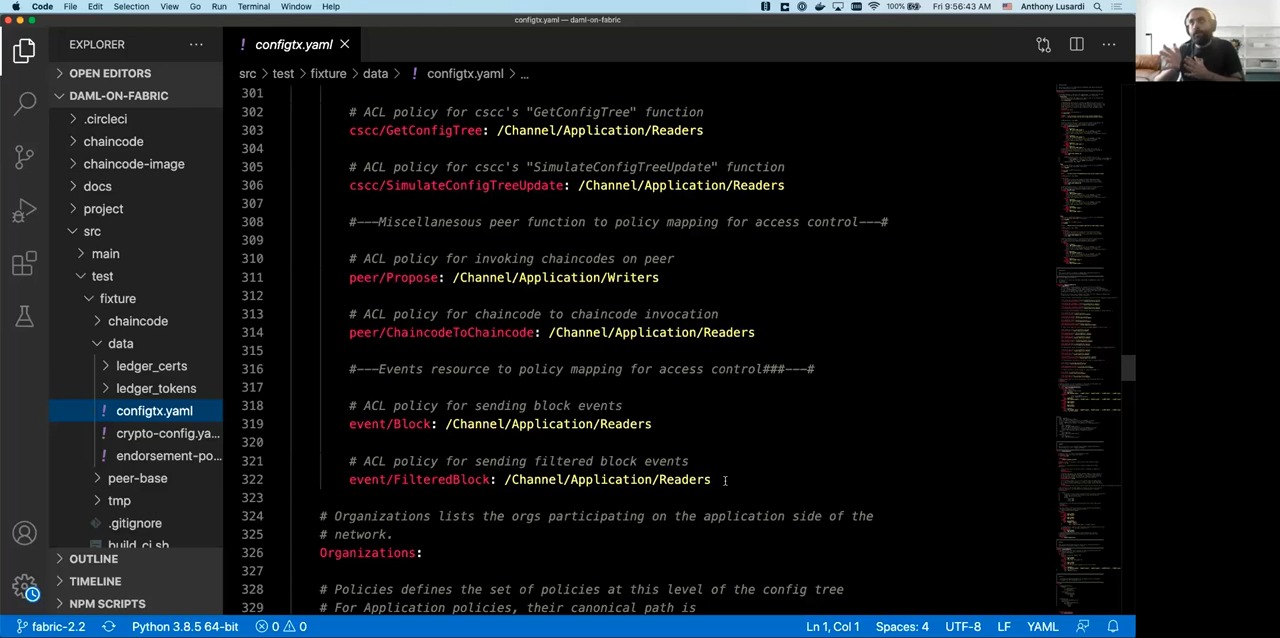 Code File Edit Selection View Go Run Terminal Window Help 100% Fri 9:56:43 AM Anthony Lusardi
configtx.yaml — daml-on-fabric
EXPLORER
OPEN EDITORS
DAML-ON-FABRIC
.circleci
chaincode
chaincode-image
docs
project
src
main
test
fixture
chaincode
data
ledger_certs
ledger_tokens
! configtx.yaml
! crypto-config.ya...
! endorsement-po...
.gitignore
build_ci.sh
OUTLINE
TIMELINE
NPM SCRIPTS
! configtx.yaml
src > test > fixture > data > ! configtx.yaml > ...
301
302 # ACL policy for cscc's "GetConfigTree" function
303 cscc/GetConfigTree: /Channel/Application/Readers
304
305 # ACL policy for cscc's "SimulateConfigTreeUpdate" function
306 cscc/SimulateConfigTreeUpdate: /Channel/Application/Readers
307
308 #---Miscellanesous peer function to policy mapping for access control---#
309
310 # ACL policy for invoking chaincodes on peer
311 peer/Propose: /Channel/Application/Writers
312
313 # ACL policy for chaincode to chaincode invocation
314 peer/ChaincodeToChaincode: /Channel/Application/Readers
315
316 #---Events resource to policy mapping for access control###---#
317
318 # ACL policy for sending block events
319 event/Block: /Channel/Application/Readers
320
321 # ACL policy for sending filtered block events
322 event/FilteredBlock: /Channel/Application/Readers
323
324 # Organizations lists the orgs participating on the application side of the
325 # network.
326 Organizations:
327
328 # Policies defines the set of policies at this level of the config tree
329 # For Application policies, their canonical path is
fabric-2.2 Python 3.8.5 64-bit 0 0 Ln 1, Col 1 Spaces: 4 UTF-8 LF YAML